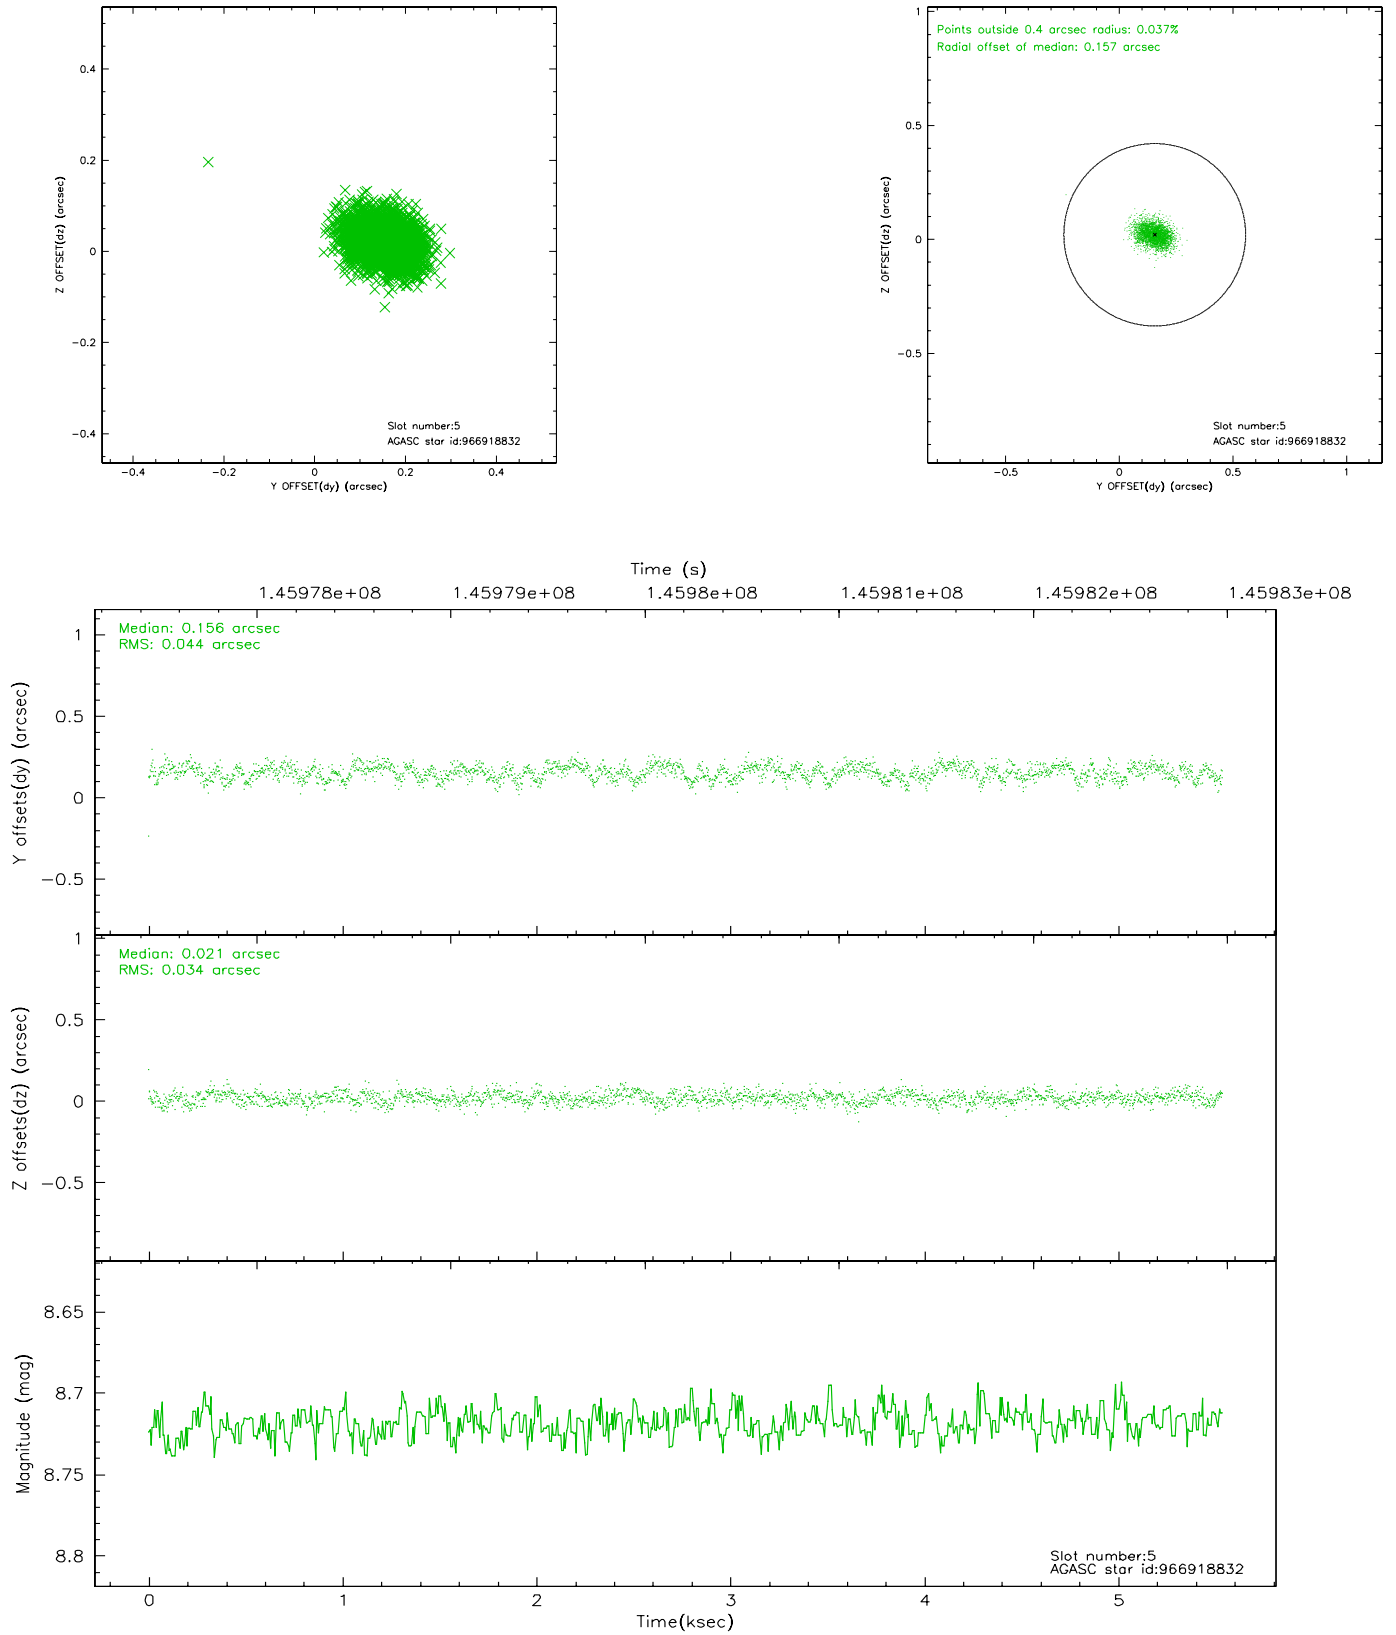 0.4
0.2
0
−0.2
−0.4
Z OFFSET(dz) (arcsec)
Slot number:5
AGASC star id:966918832
−0.4
−0.2
0
0.2
0.4
Y OFFSET(dy) (arcsec)
Points outside 0.4 arcsec radius: 0.037%
Radial offset of median: 0.157 arcsec
1
0.5
0
−0.5
Z OFFSET(dz) (arcsec)
Slot number:5
AGASC star id:966918832
−0.5
0
0.5
1
Y OFFSET(dy) (arcsec)
Time (s)
1.45978e+08
1.45979e+08
1.4598e+08
1.45981e+08
1.45982e+08
1.45983e+08
Median: 0.156 arcsec
RMS: 0.044 arcsec
1
0.5
0
−0.5
Y offsets(dy) (arcsec)
Median: 0.021 arcsec
RMS: 0.034 arcsec
1
0.5
0
−0.5
Z offsets(dz) (arcsec)
8.65
8.7
8.75
8.8
Magnitude (mag)
Slot number:5
AGASC star id:966918832
0
1
2
3
4
5
Time(ksec)